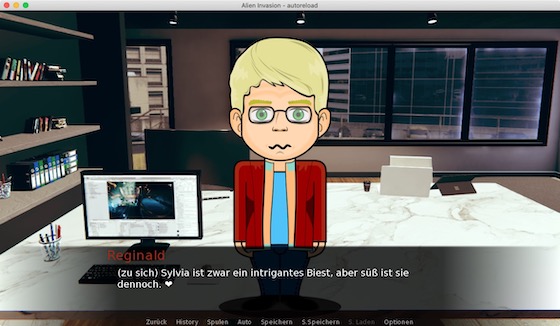 Alien Invasion - autoreload
Reginald
(zu sich) Sylvia ist zwar ein intrigantes Biest, aber süß ist sie
dennoch. ❤
Zurück History Spulen Auto Speichern S.Speichern S. Laden Optionen